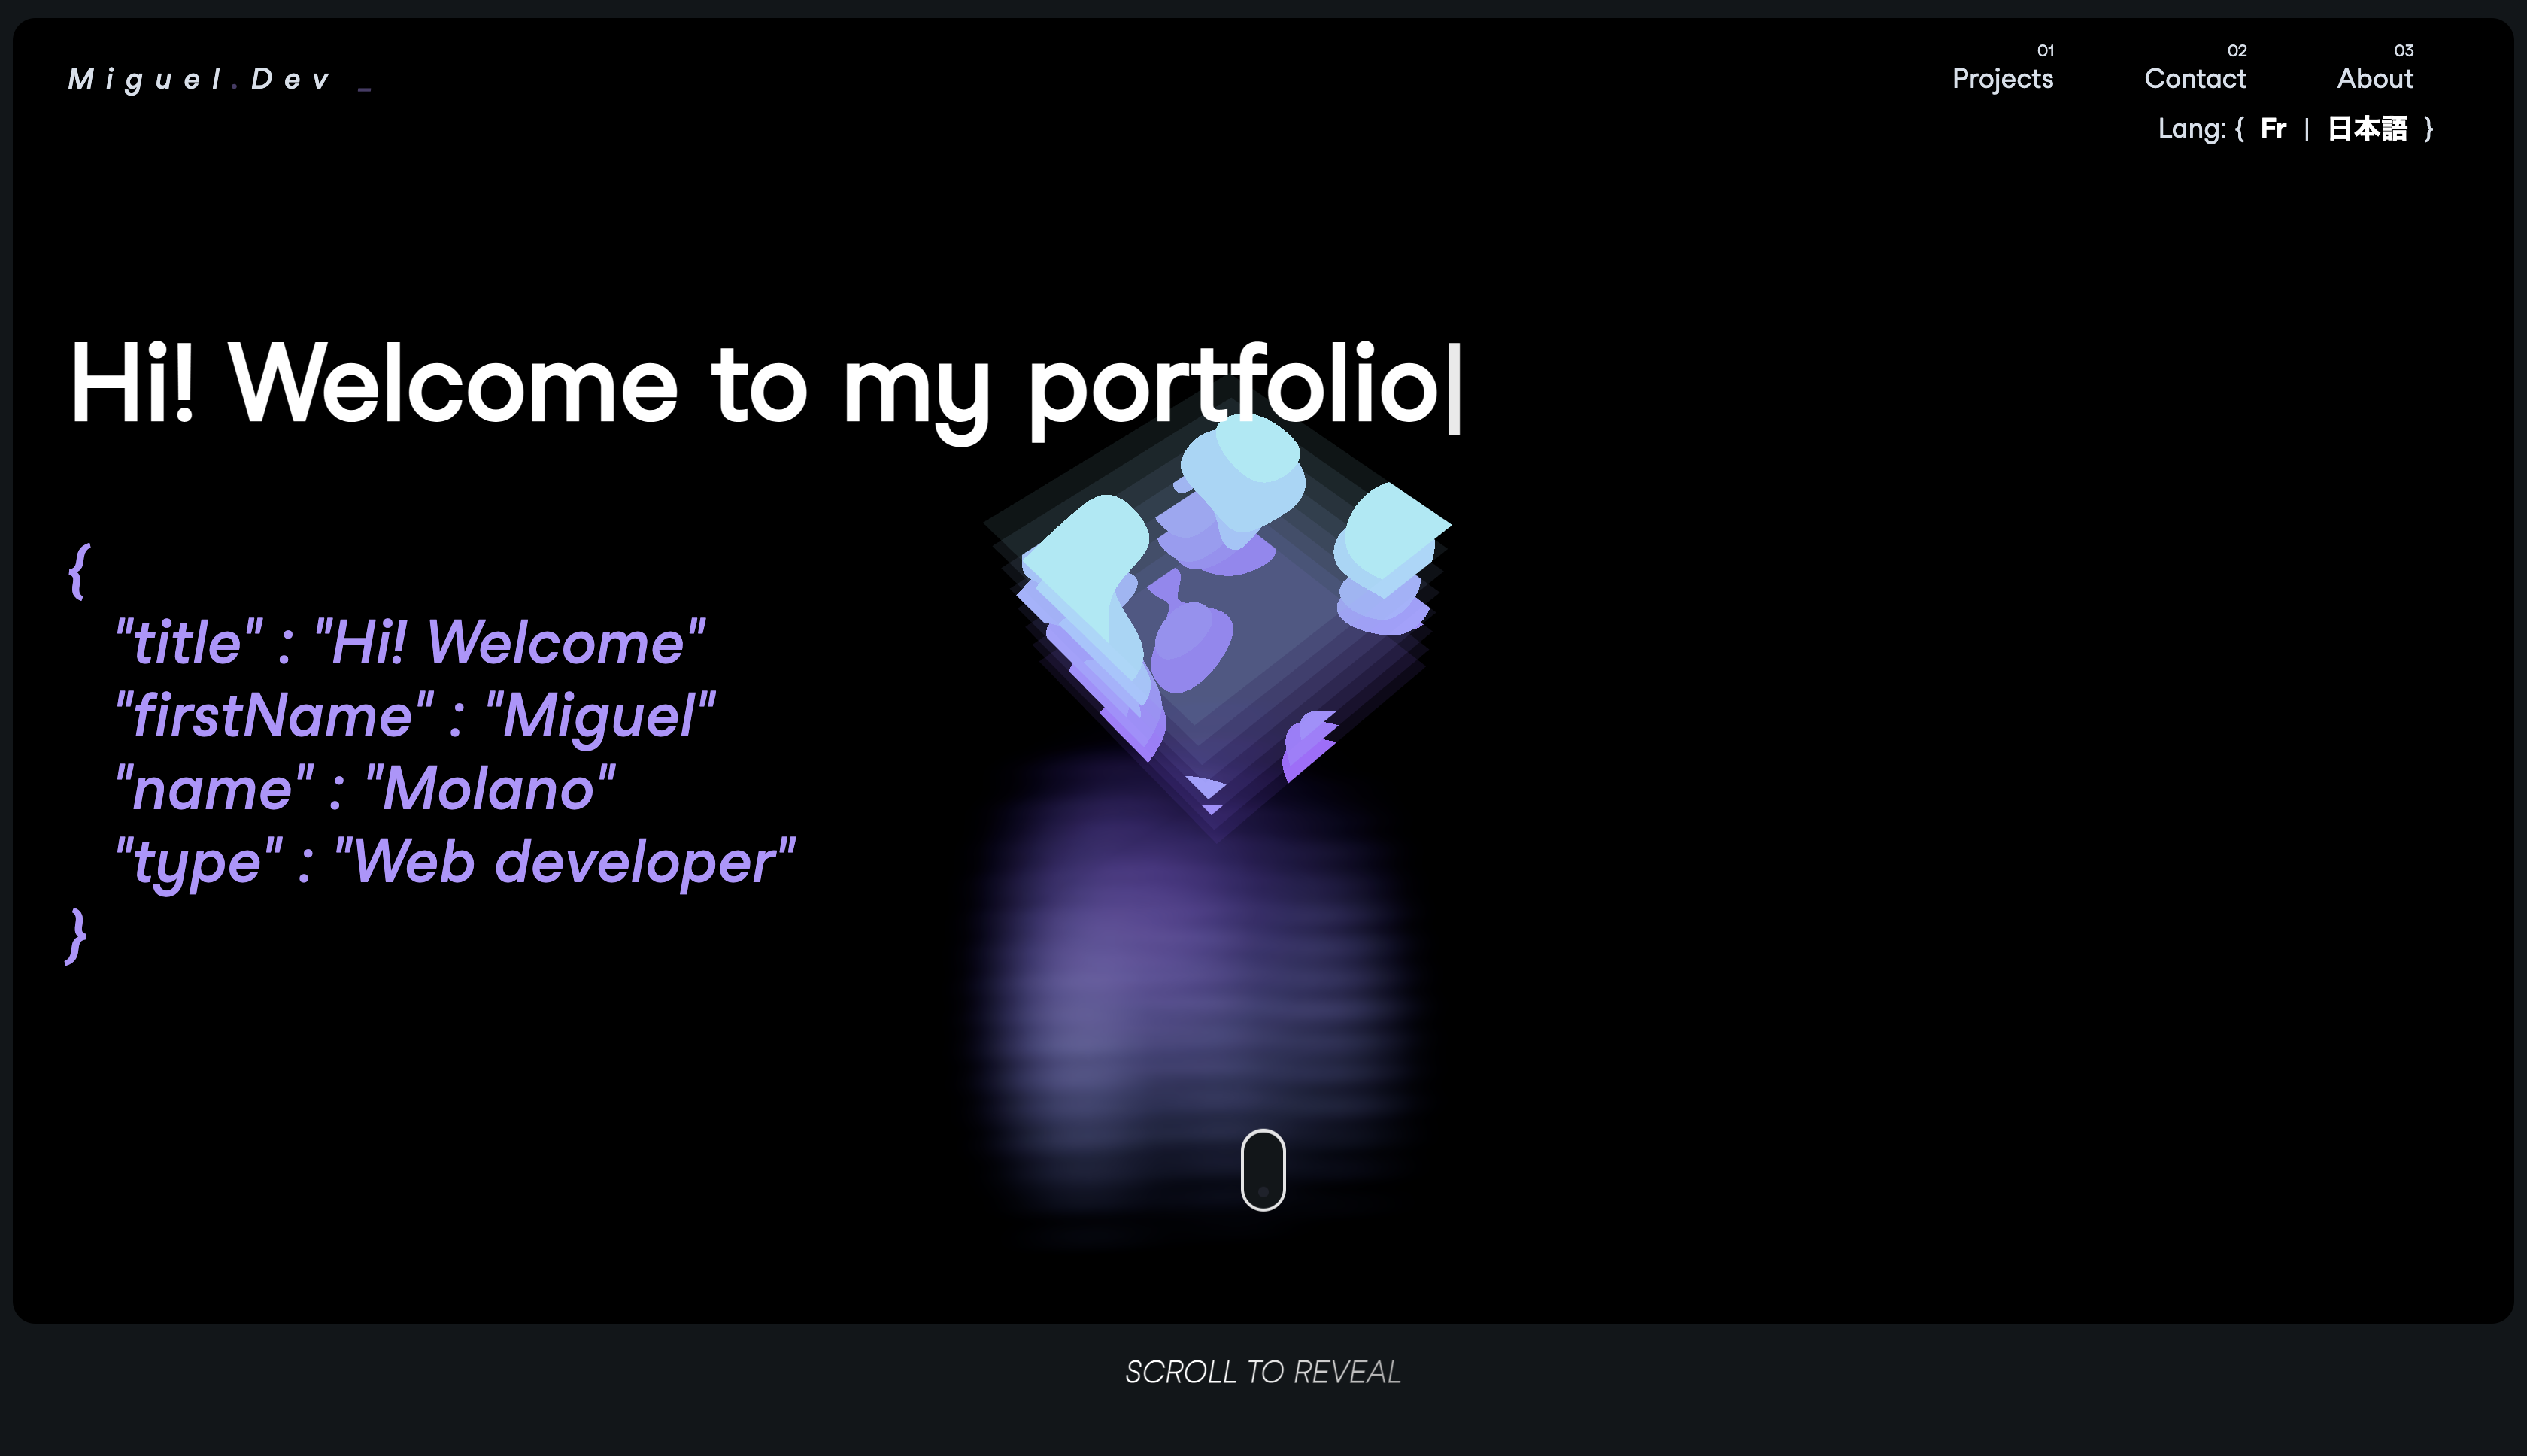 Miguel.Dev _
01
Projects
02
Contact
03
About
Lang: { Fr | 日本語 }
Hi! Welcome to my portfolio|
{
"title" : "Hi! Welcome"
"firstName" : "Miguel"
"name" : "Molano"
"type" : "Web developer"
}
SCROLL TO REVEAL